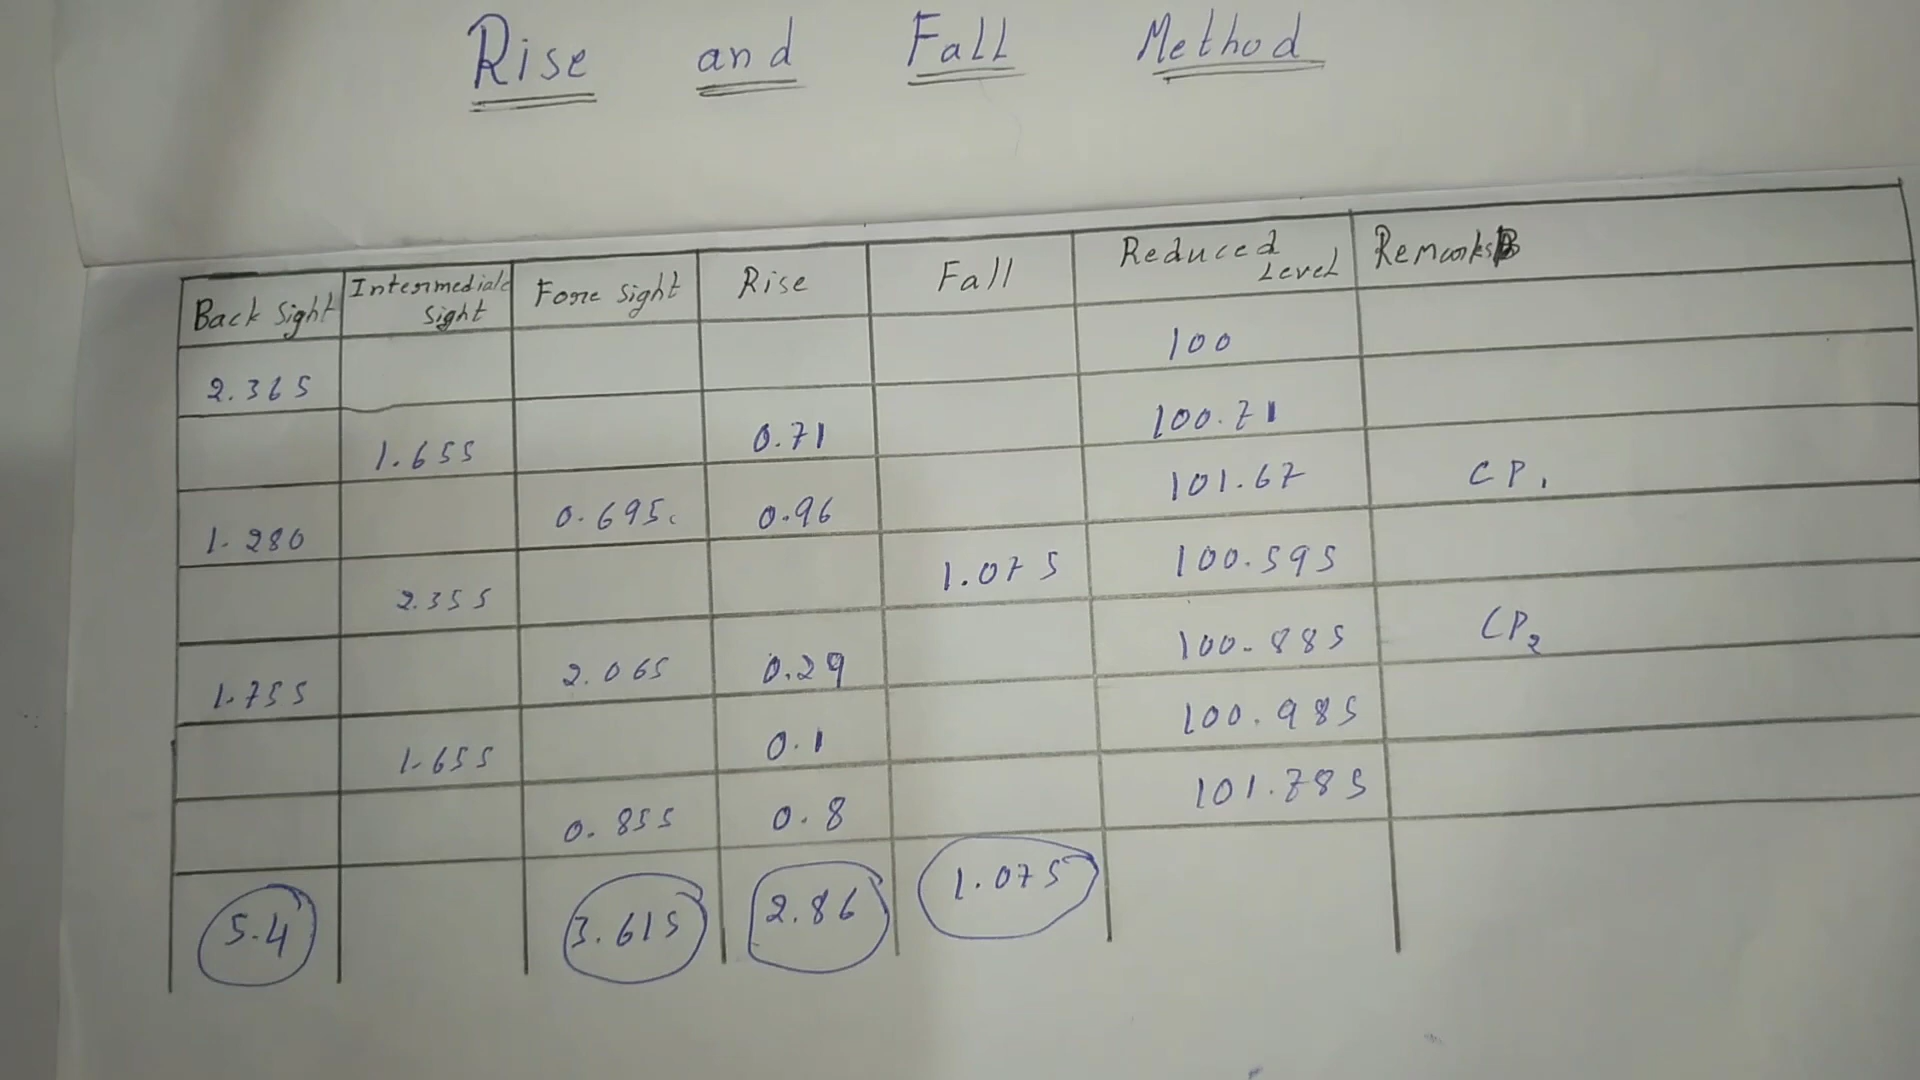 Rise and Fall Method
Back Sight Intermediate Sight Fore Sight Rise Fall Reduced Level Remarks
2.365 100
1.655 0.71 100.71
1.280 0.695 0.96 101.67 CP1
2.355 1.075 100.595
1.755 2.065 0.29 100.885 CP2
1.655 0.1 100.985
0.855 0.8 101.785
5.4 3.615 2.86 1.075